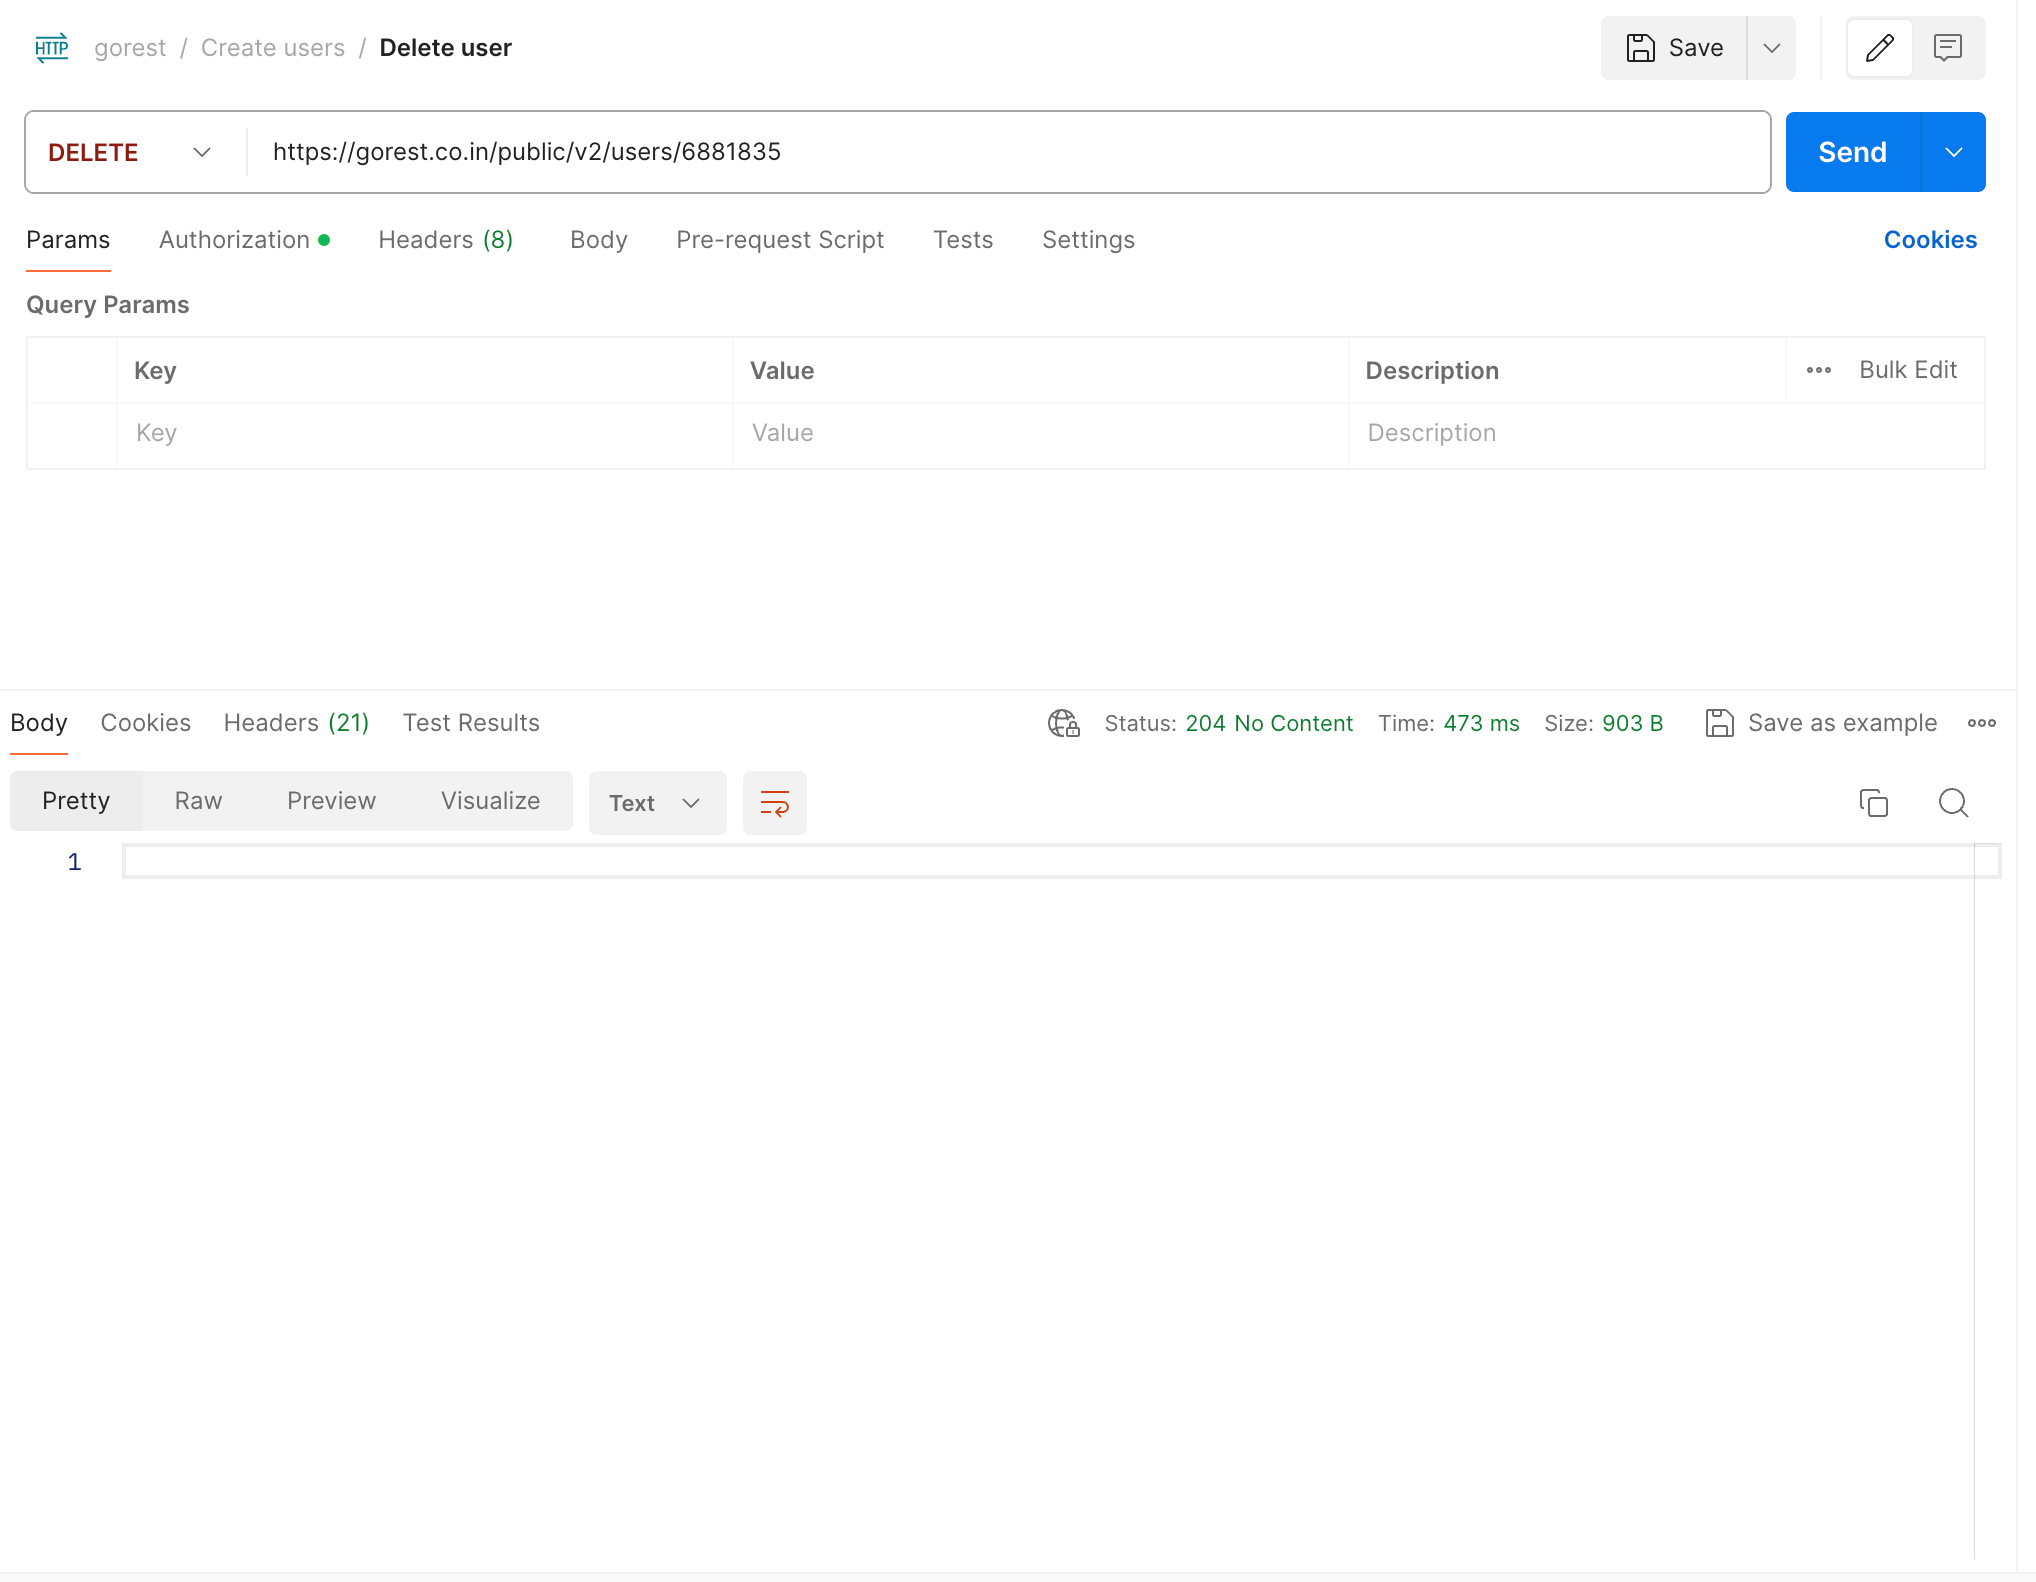 HTTP gorest / Create users / Delete user Save
DELETE https://gorest.co.in/public/v2/users/6881835 Send
Params Authorization Headers (8) Body Pre-request Script Tests Settings Cookies
Query Params
Key Value Description Bulk Edit
Key Value Description
Body Cookies Headers (21) Test Results Status: 204 No Content Time: 473 ms Size: 903 B Save as example
Pretty Raw Preview Visualize Text
1